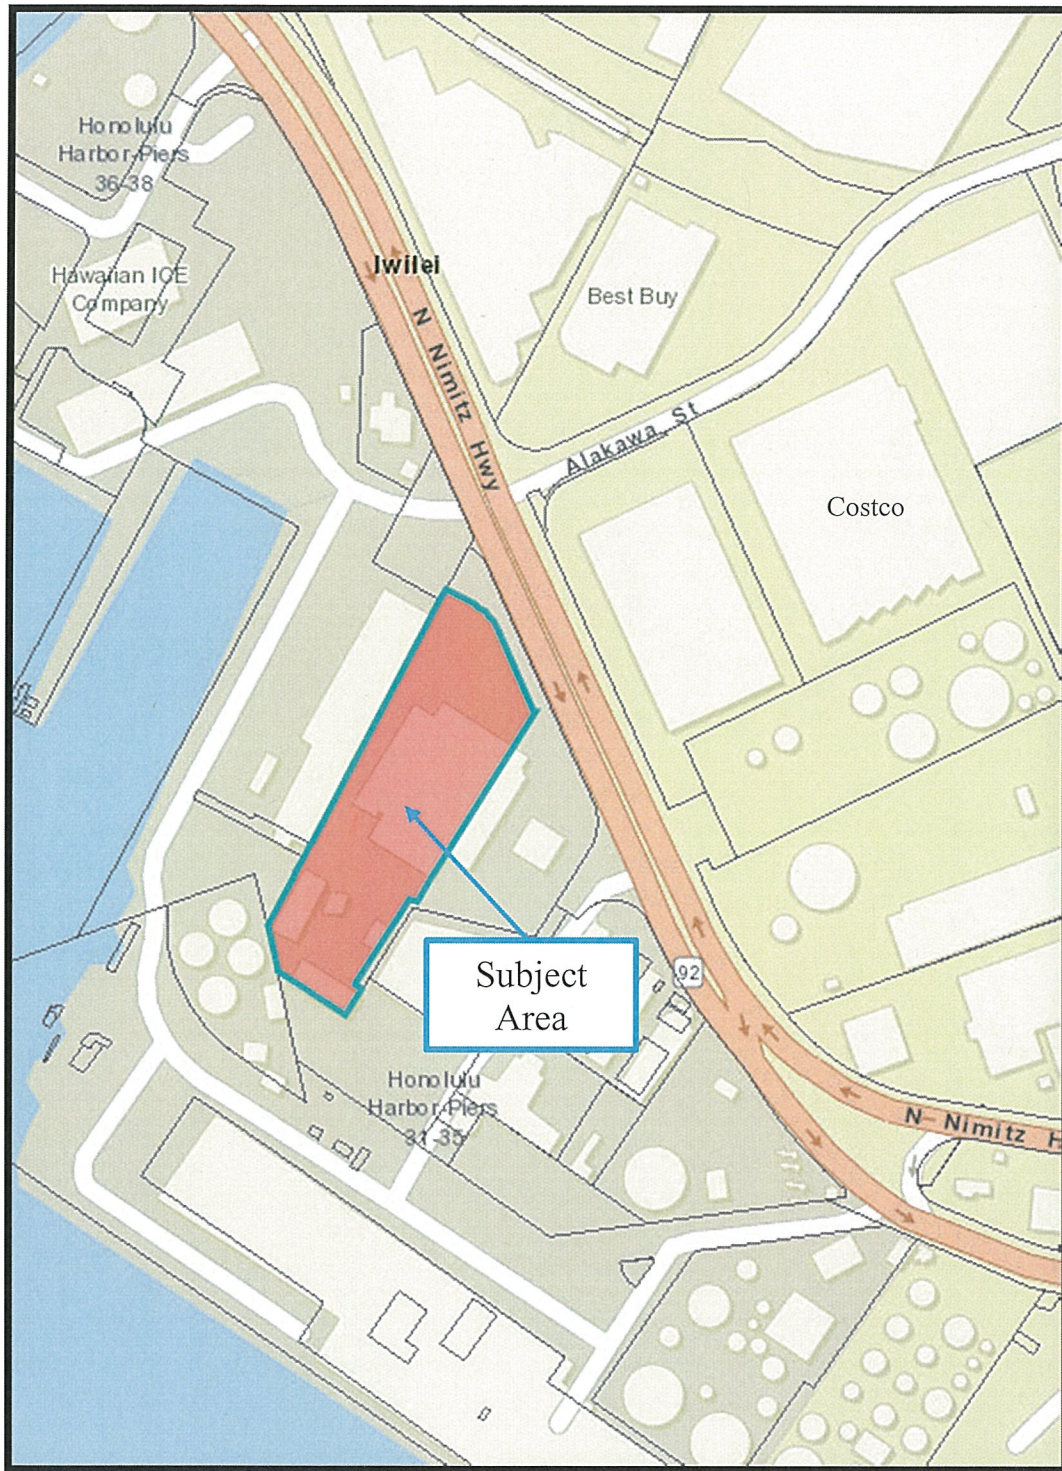 Honolulu
Harbor-Piers
36-38
Hawaiian ICE
Company
Iwilei
N Nimitz Hwy
Best Buy
Alakawa St
Costco
Subject
Area
92
Honolulu
Harbor-Piers
31-35
N Nimitz H